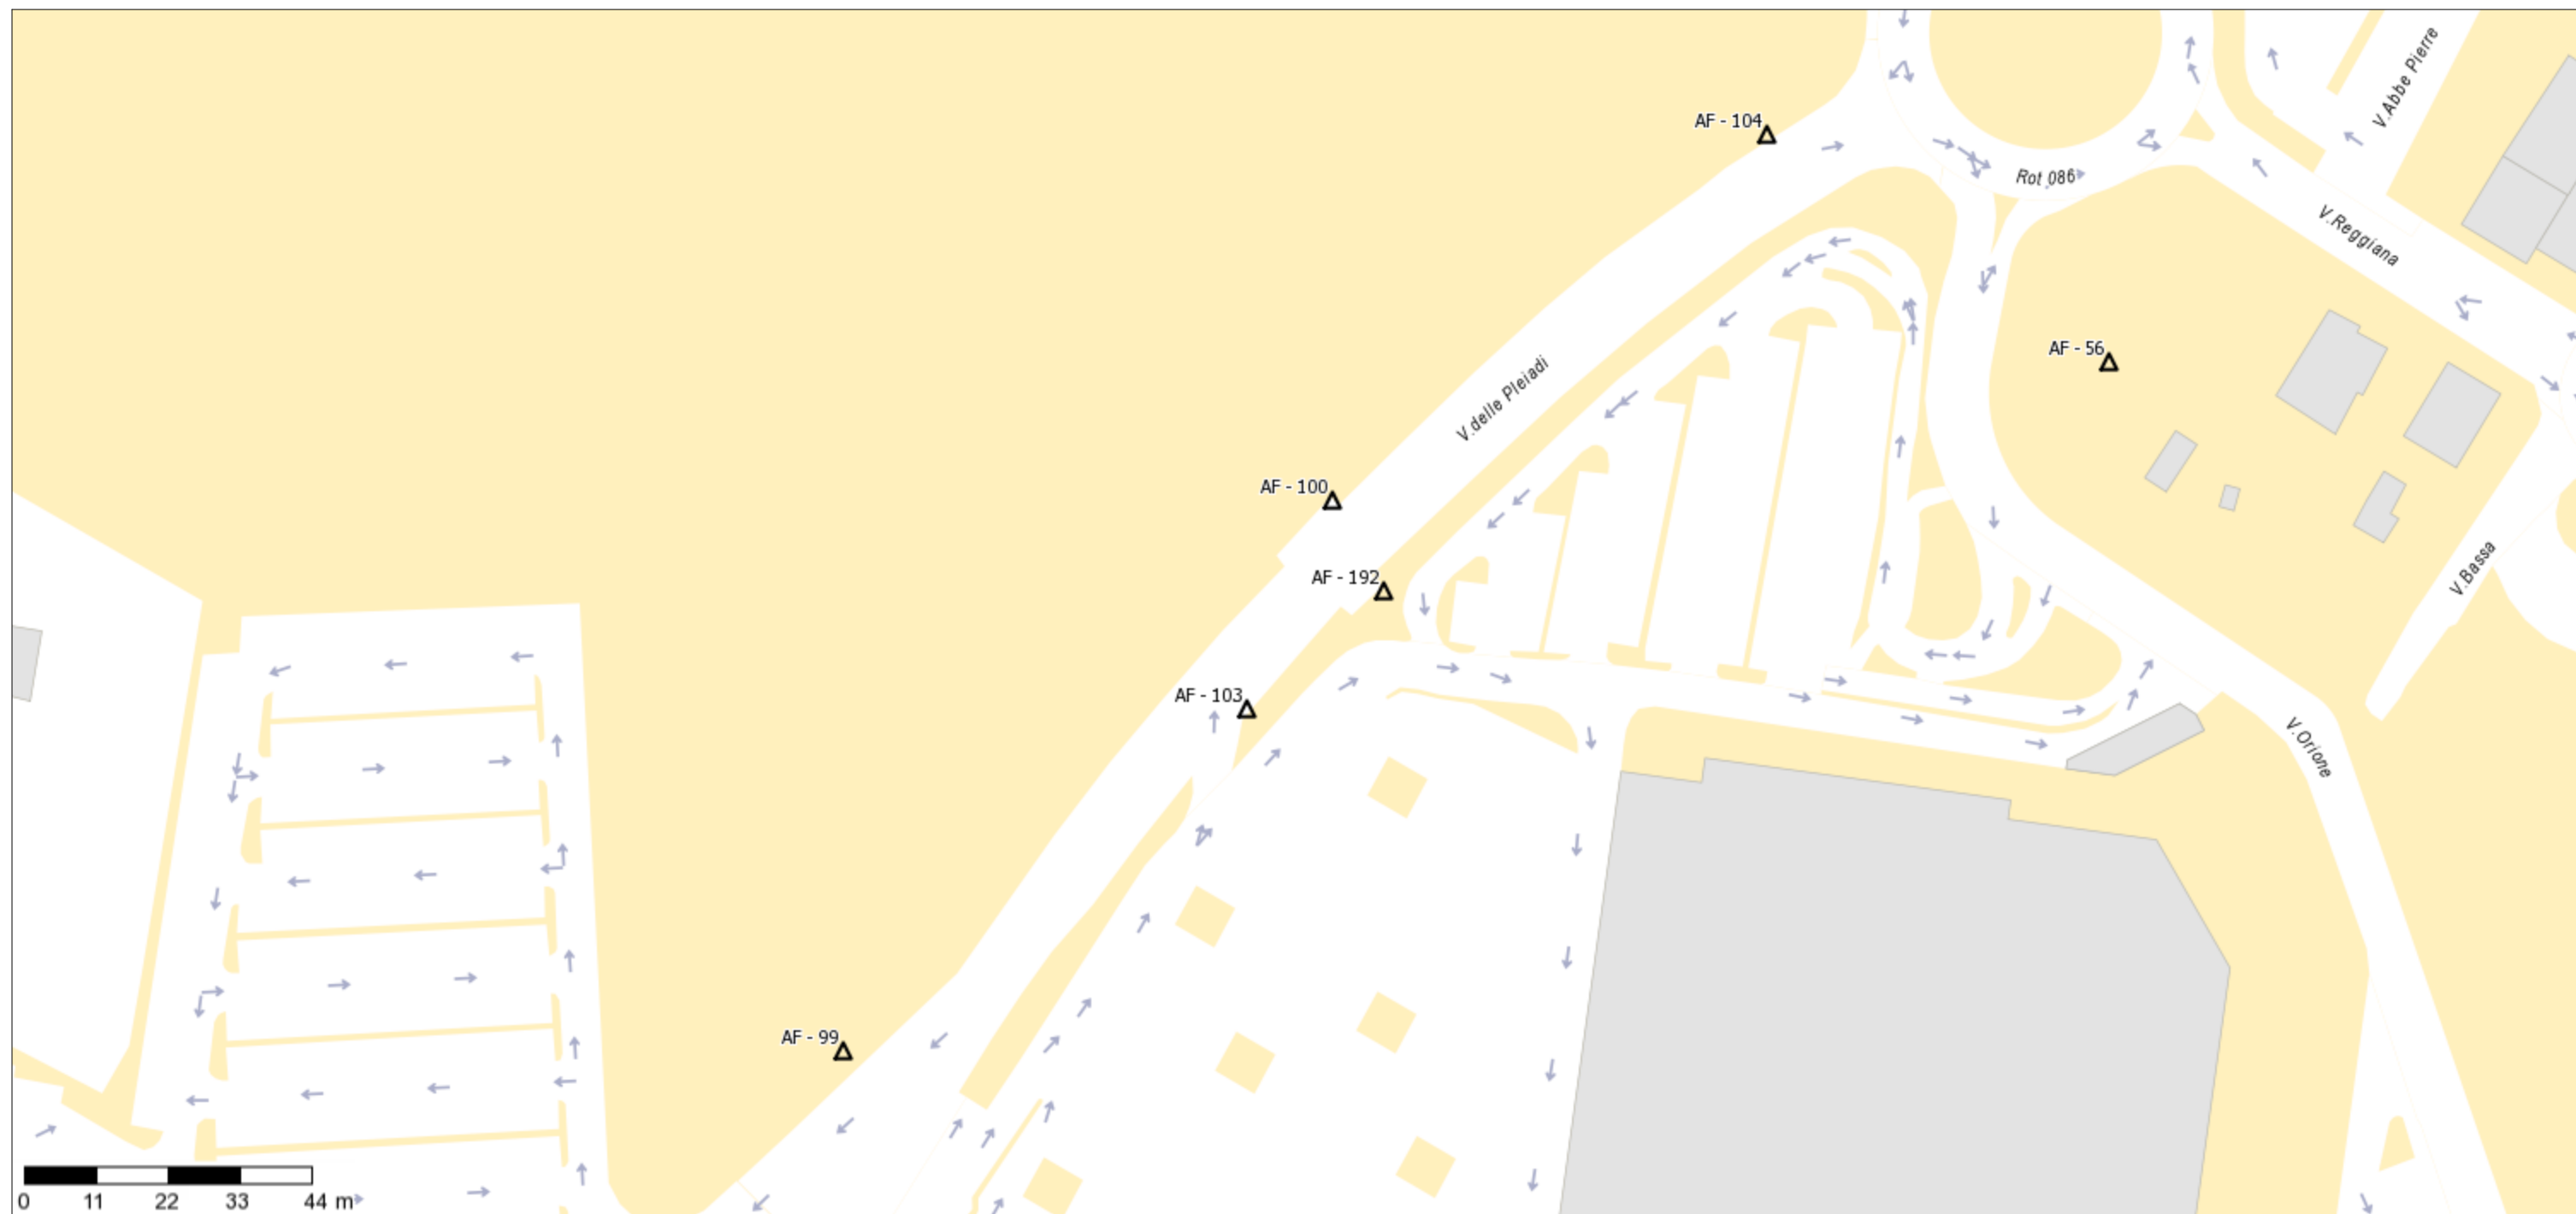 V.Abbe Pierre
AF - 104
Rot 086
V.Reggiana
AF - 56
V.delle Pleiadi
AF - 100
AF - 192
V.Bassa
AF - 103
V.Orione
AF - 99
0 11 22 33 44 m